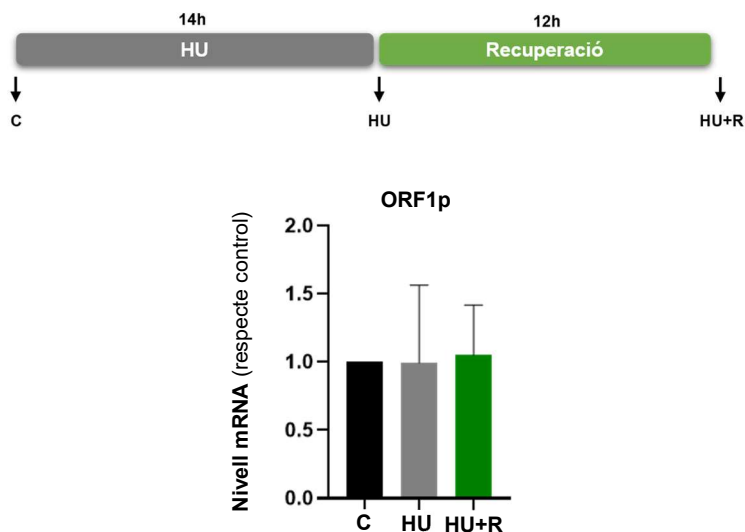 14h 12h
HU Recuperació
C HU HU+R
ORF1p
Nivell mRNA (respecte control)
2.0
1.5
1.0
0.5
0.0
C HU HU+R